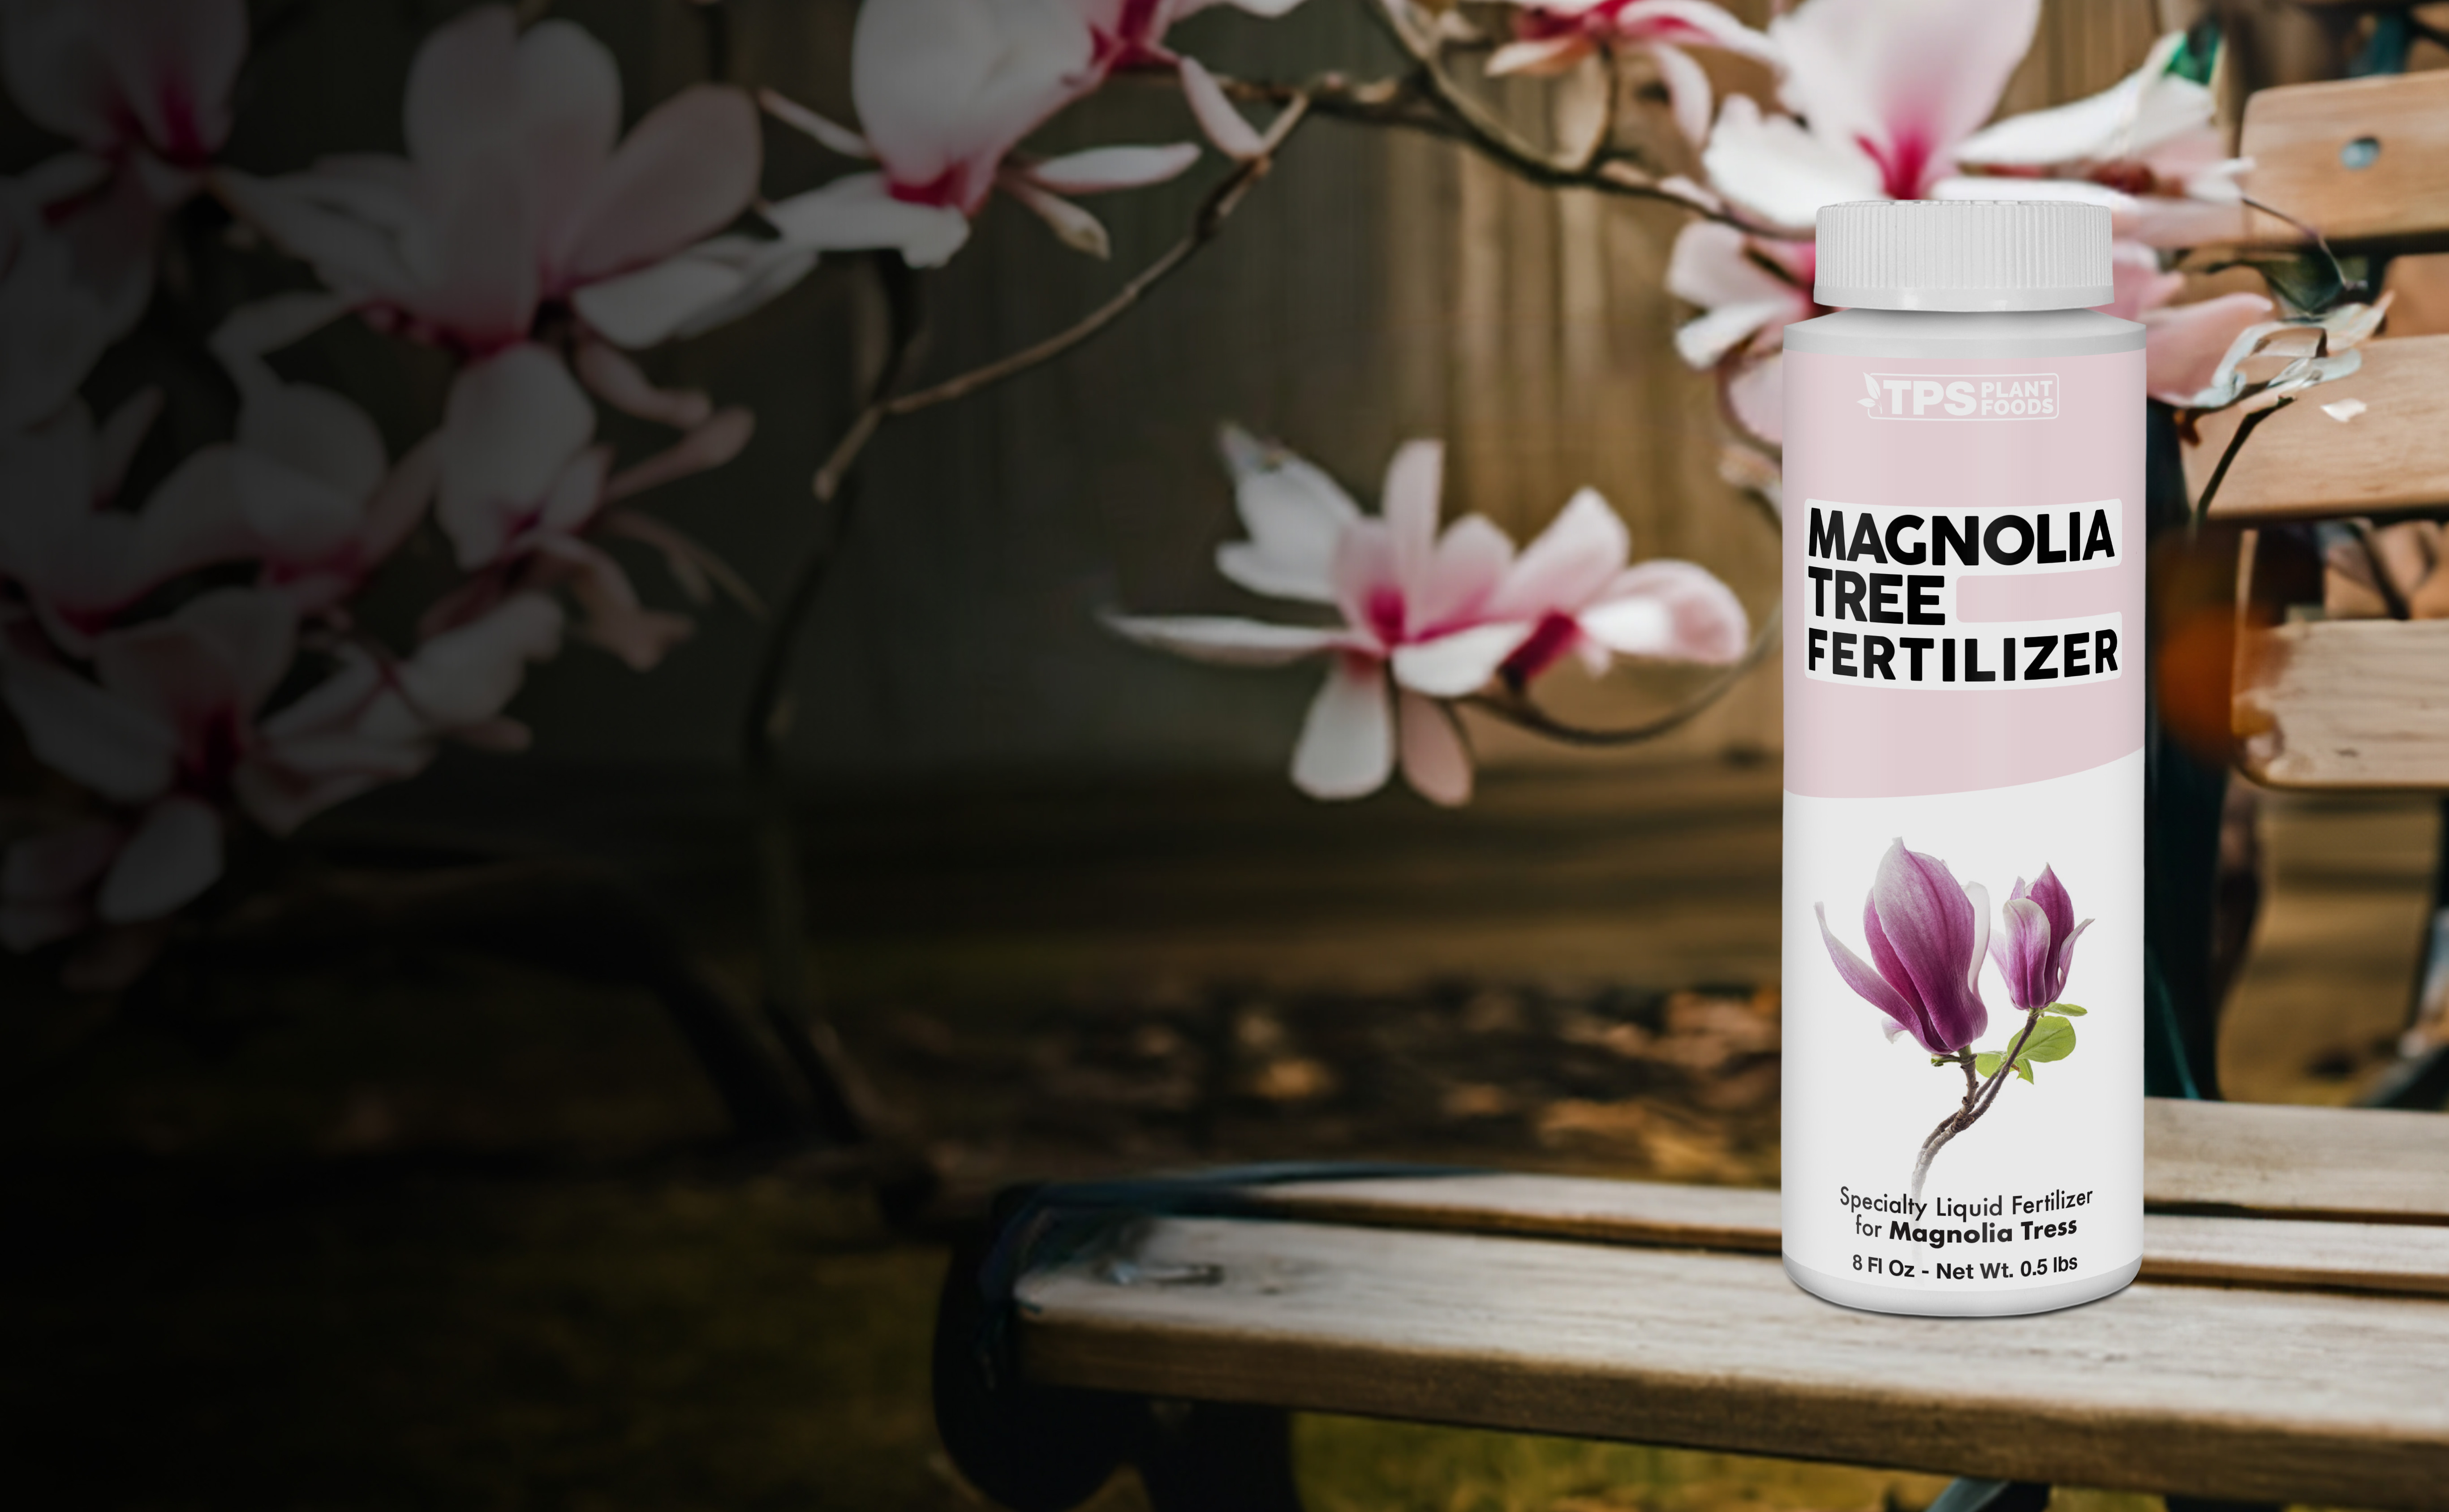 TPS PLANT FOODS
MAGNOLIA
TREE
FERTILIZER
Specialty Liquid Fertilizer
for Magnolia Tress
8 Fl Oz - Net Wt. 0.5 lbs